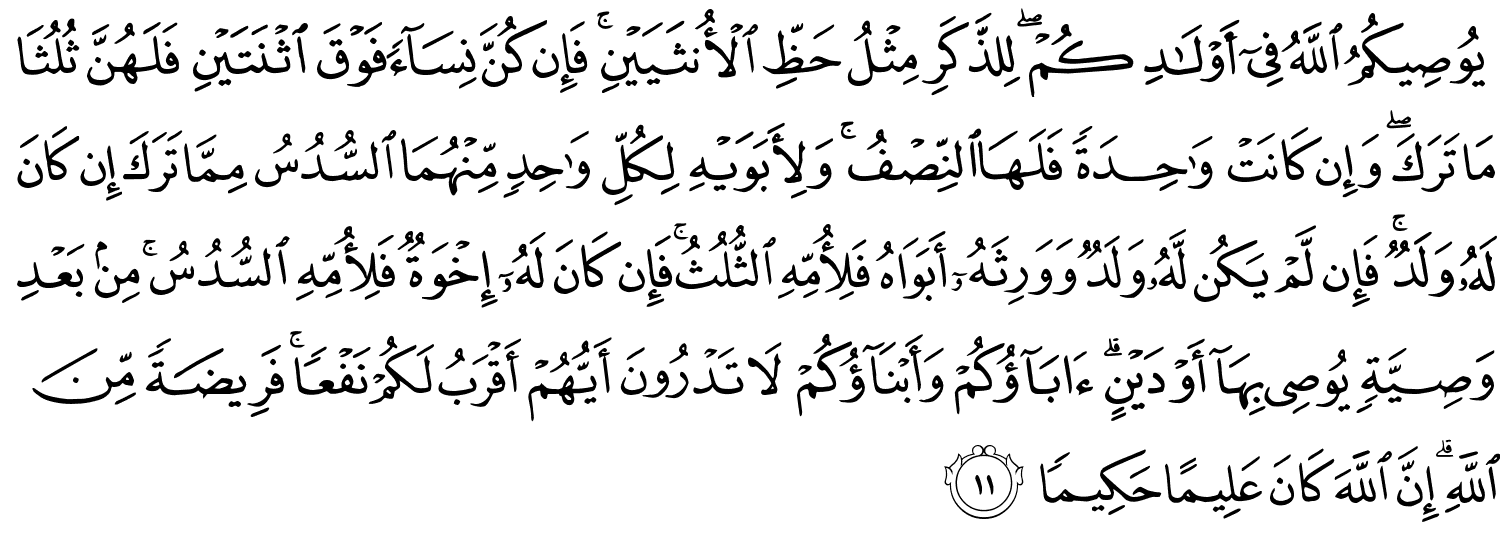 يُوصِيكُمُ ٱللَّهُ فِىٓ أَوْلَـٰدِكُمْ ۖ لِلذَّكَرِ مِثْلُ حَظِّ ٱلْأُنثَيَيْنِ ۚ فَإِن كُنَّ نِسَآءً فَوْقَ ٱثْنَتَيْنِ فَلَهُنَّ ثُلُثَا
مَا تَرَكَ ۖ وَإِن كَانَتْ وَٰحِدَةً فَلَهَا ٱلنِّصْفُ ۚ وَلِأَبَوَيْهِ لِكُلِّ وَٰحِدٍ مِّنْهُمَا ٱلسُّدُسُ مِمَّا تَرَكَ إِن كَانَ
لَهُۥ وَلَدٌ ۚ فَإِن لَّمْ يَكُن لَّهُۥ وَلَدٌ وَوَرِثَهُۥٓ أَبَوَاهُ فَلِأُمِّهِ ٱلثُّلُثُ ۚ فَإِن كَانَ لَهُۥٓ إِخْوَةٌ فَلِأُمِّهِ ٱلسُّدُسُ ۚ مِنۢ بَعْدِ
وَصِيَّةٍ يُوصِى بِهَآ أَوْ دَيْنٍ ۗ ءَابَآؤُكُمْ وَأَبْنَآؤُكُمْ لَا تَدْرُونَ أَيُّهُمْ أَقْرَبُ لَكُمْ نَفْعًا ۚ فَرِيضَةً مِّنَ
ٱللَّهِ ۗ إِنَّ ٱللَّهَ كَانَ عَلِيمًا حَكِيمًا ١١